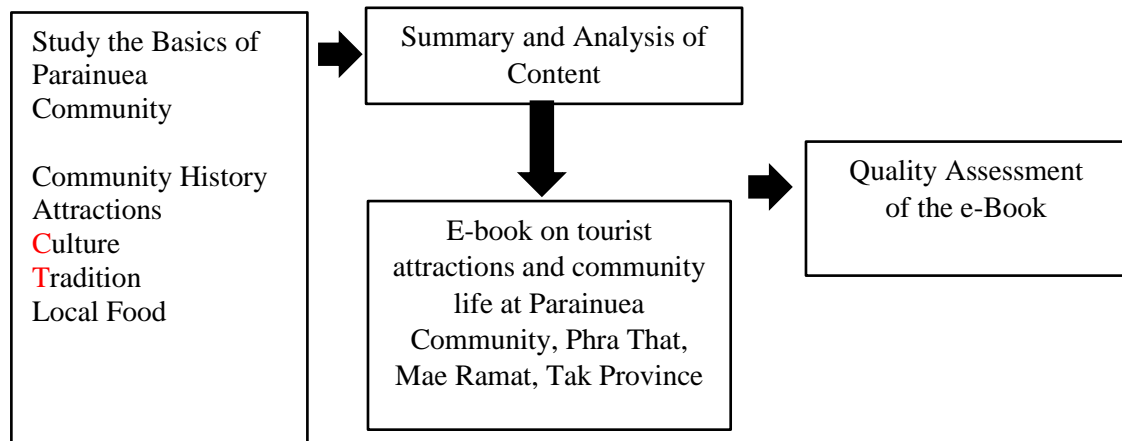 Study the Basics of
Parainuea
Community
Community History
Attractions
Culture
Tradition
Local Food
Summary and Analysis of
Content
E-book on tourist
attractions and community
life at Parainuea
Community, Phra That,
Mae Ramat, Tak Province
Quality Assessment
of the e-Book